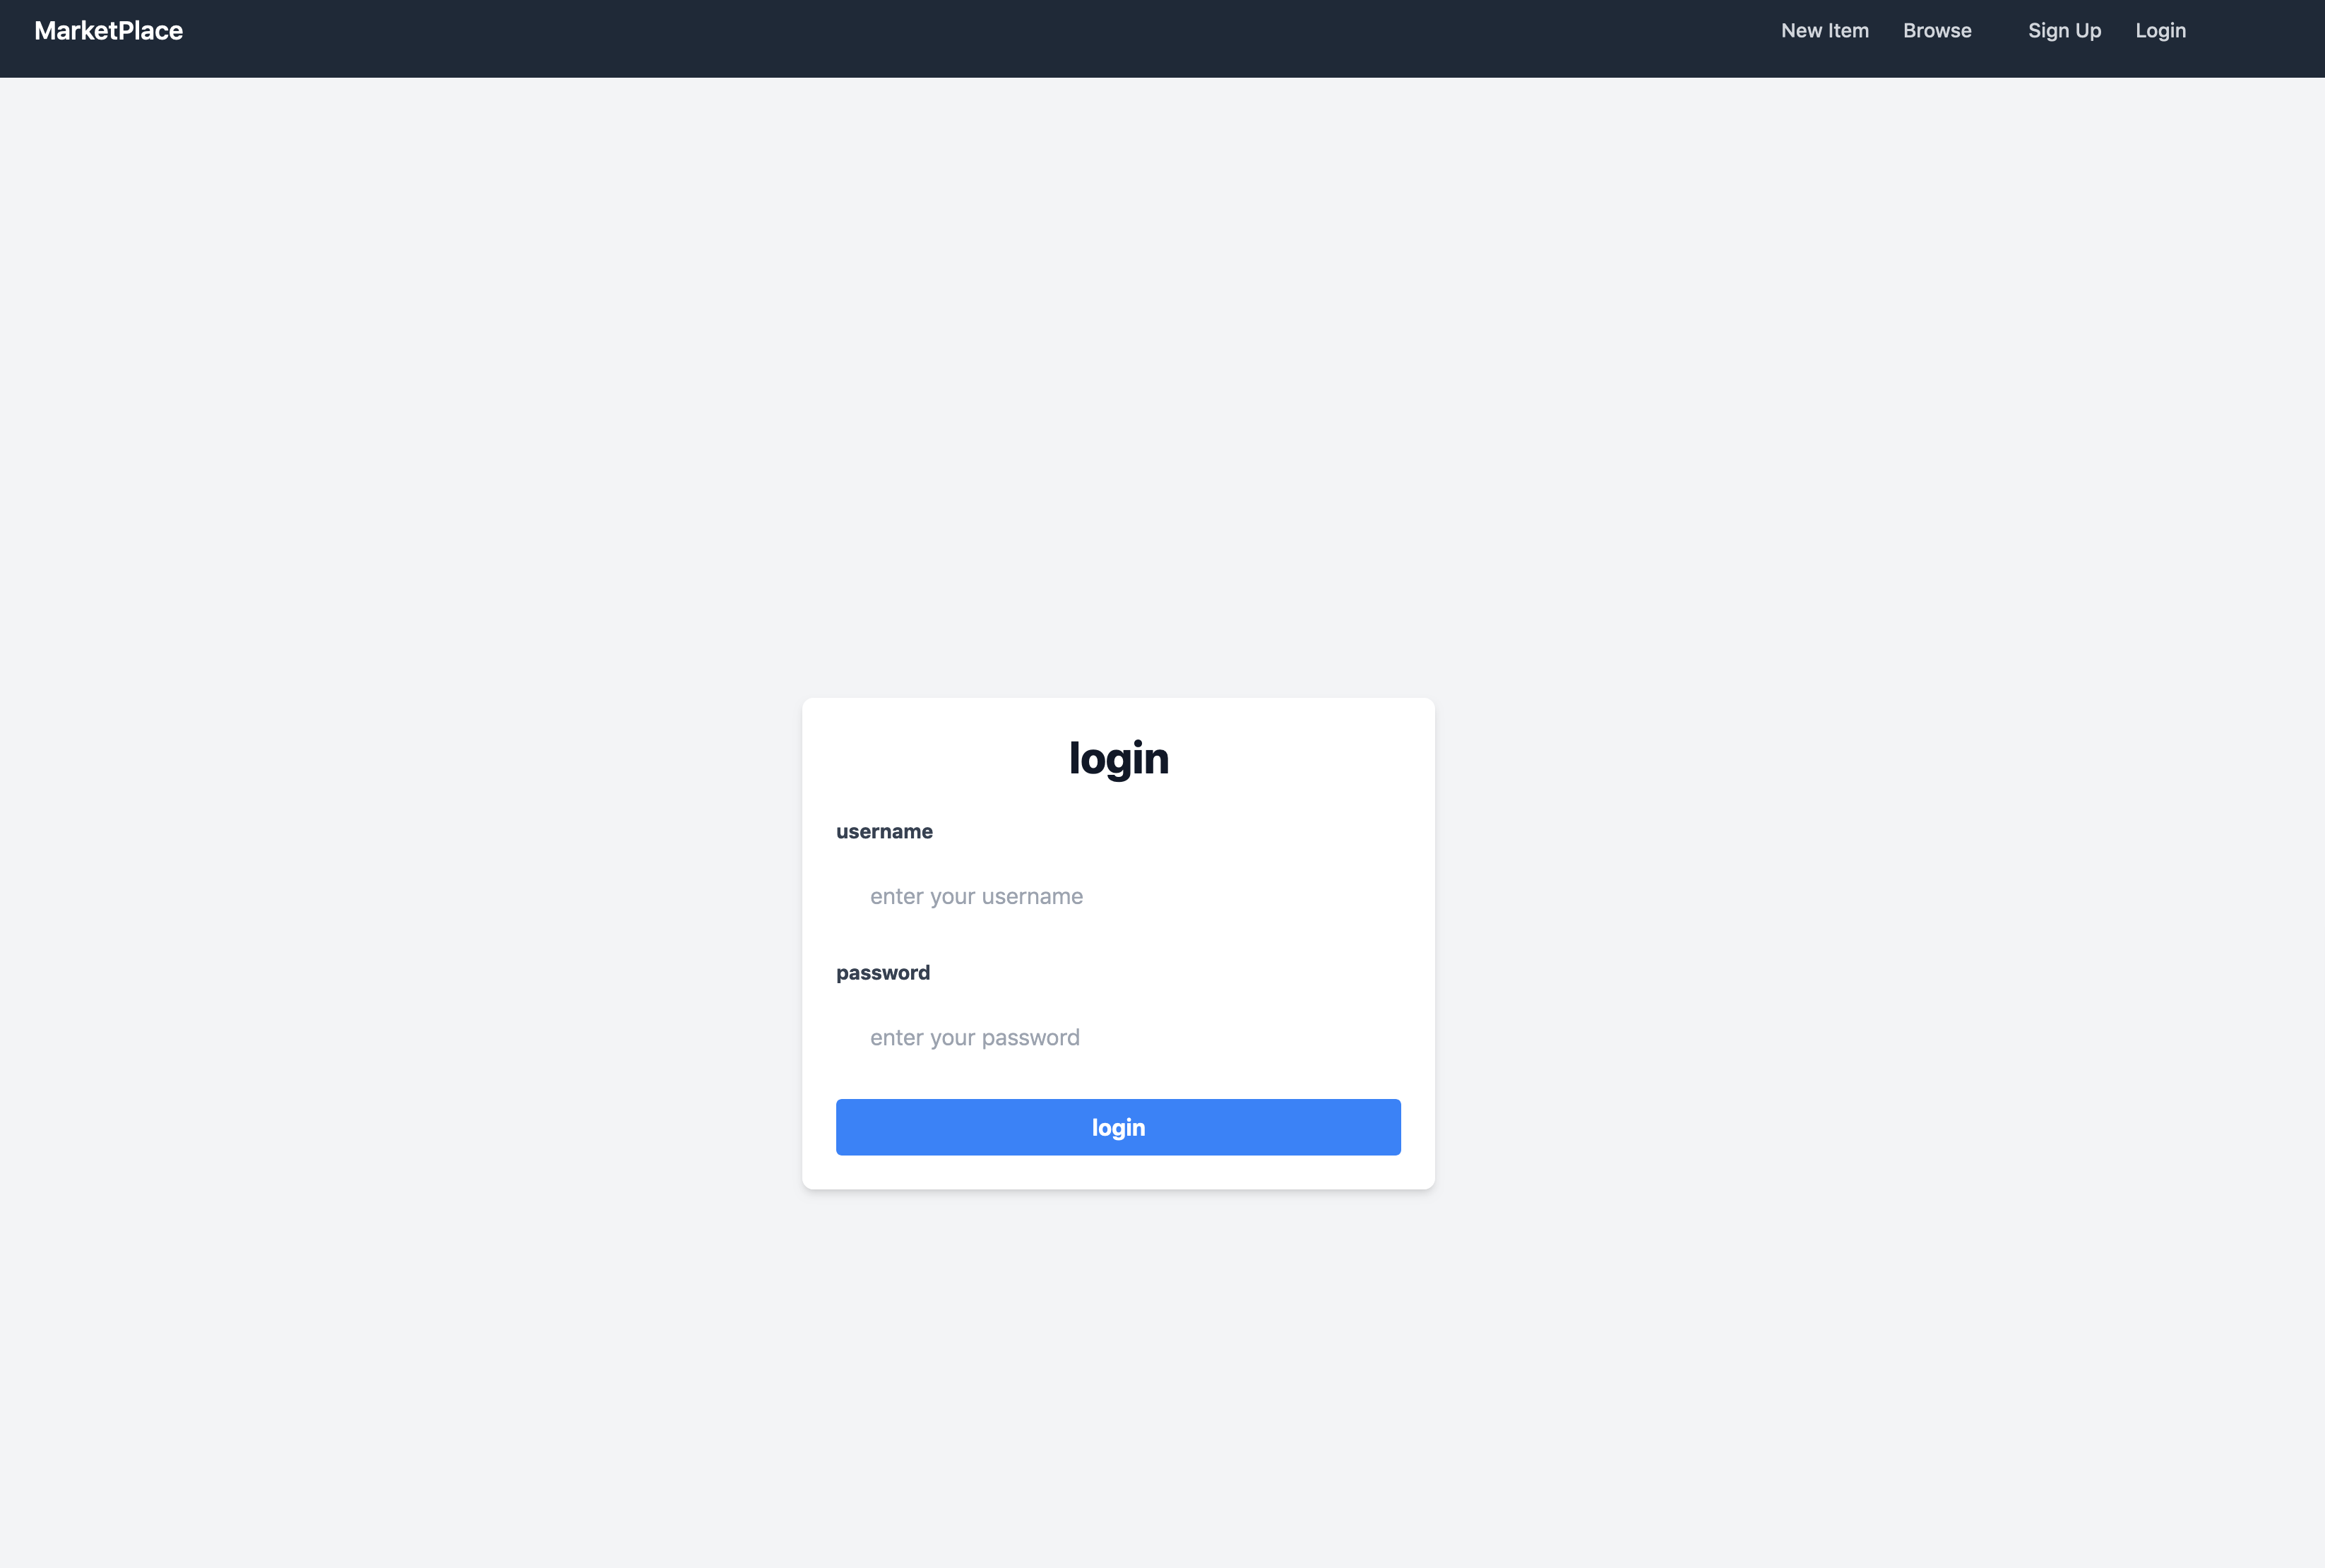 MarketPlace New Item Browse Sign Up Login
login
username
enter your username
password
enter your password
login